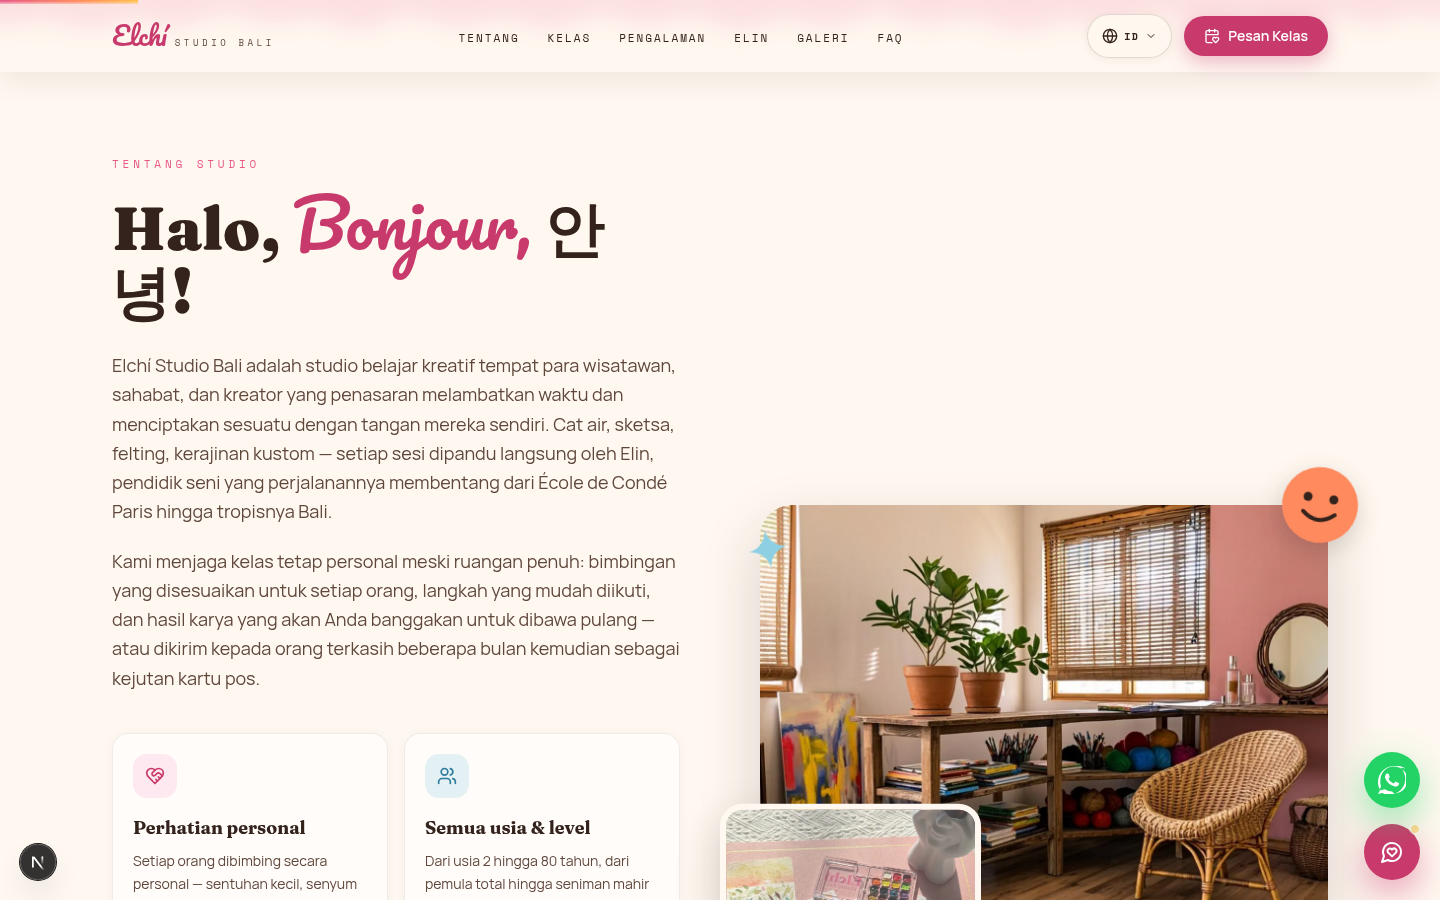 Elchí STUDIO BALI
TENTANG
KELAS
PENGALAMAN
ELIN
GALERI
FAQ
ID
Pesan Kelas
TENTANG STUDIO
Halo, Bonjour, 안
녕!
Elchí Studio Bali adalah studio belajar kreatif tempat para wisatawan,
sahabat, dan kreator yang penasaran melambatkan waktu dan
menciptakan sesuatu dengan tangan mereka sendiri. Cat air, sketsa,
felting, kerajinan kustom — setiap sesi dipandu langsung oleh Elin,
pendidik seni yang perjalanannya membentang dari École de Condé
Paris hingga tropisnya Bali.
Kami menjaga kelas tetap personal meski ruangan penuh: bimbingan
yang disesuaikan untuk setiap orang, langkah yang mudah diikuti,
dan hasil karya yang akan Anda banggakan untuk dibawa pulang —
atau dikirim kepada orang terkasih beberapa bulan kemudian sebagai
kejutan kartu pos.
Perhatian personal
Setiap orang dibimbing secara
personal — sentuhan kecil, senyum
Semua usia & level
Dari usia 2 hingga 80 tahun, dari
pemula total hingga seniman mahir
Elchí
N